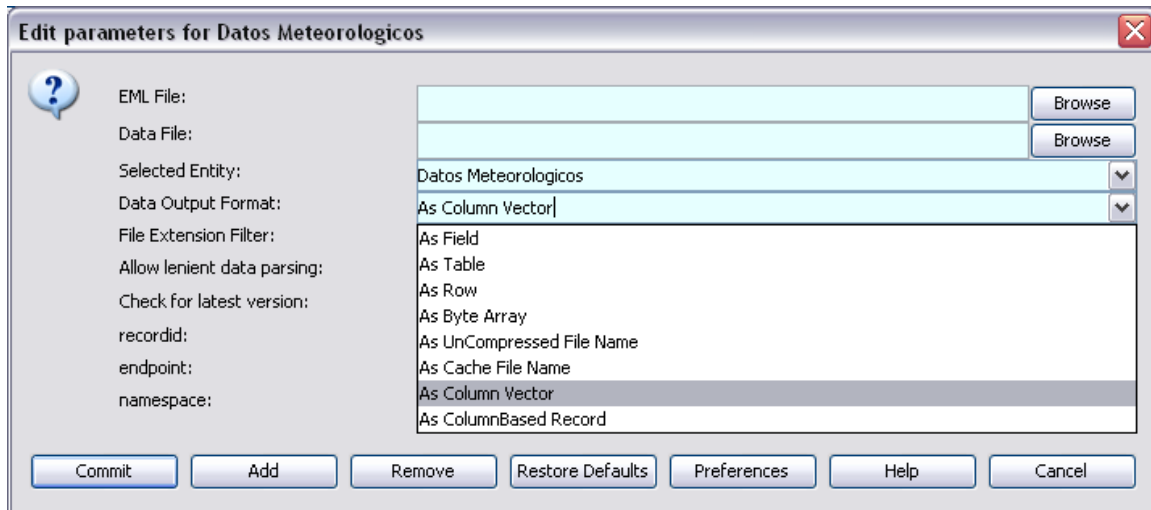 Edit parameters for Datos Meteorologicos
EML File:
Browse
Data File:
Browse
Selected Entity:
Datos Meteorologicos
Data Output Format:
As Column Vector
File Extension Filter:
As Field
As Table
Allow lenient data parsing:
As Row
Check for latest version:
As Byte Array
recordid:
As UnCompressed File Name
endpoint:
As Cache File Name
namespace:
As Column Vector
As ColumnBased Record
Commit Add Remove Restore Defaults Preferences Help Cancel